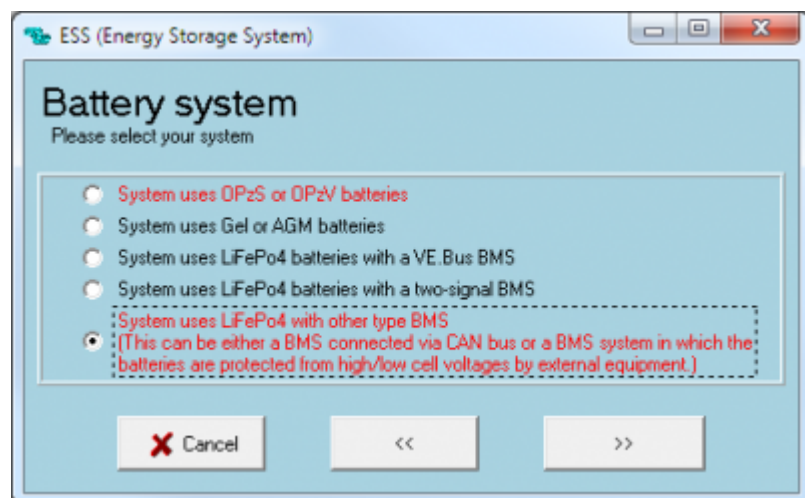 ESS (Energy Storage System)
Battery system
Please select your system
System uses OPzS or OPzV batteries
System uses Gel or AGM batteries
System uses LiFePo4 batteries with a VE.Bus BMS
System uses LiFePo4 batteries with a two-signal BMS
System uses LiFePo4 with other type BMS
(This can be either a BMS connected via CAN bus or a BMS system in which the
batteries are protected from high/low cell voltages by external equipment.)
Cancel << >>